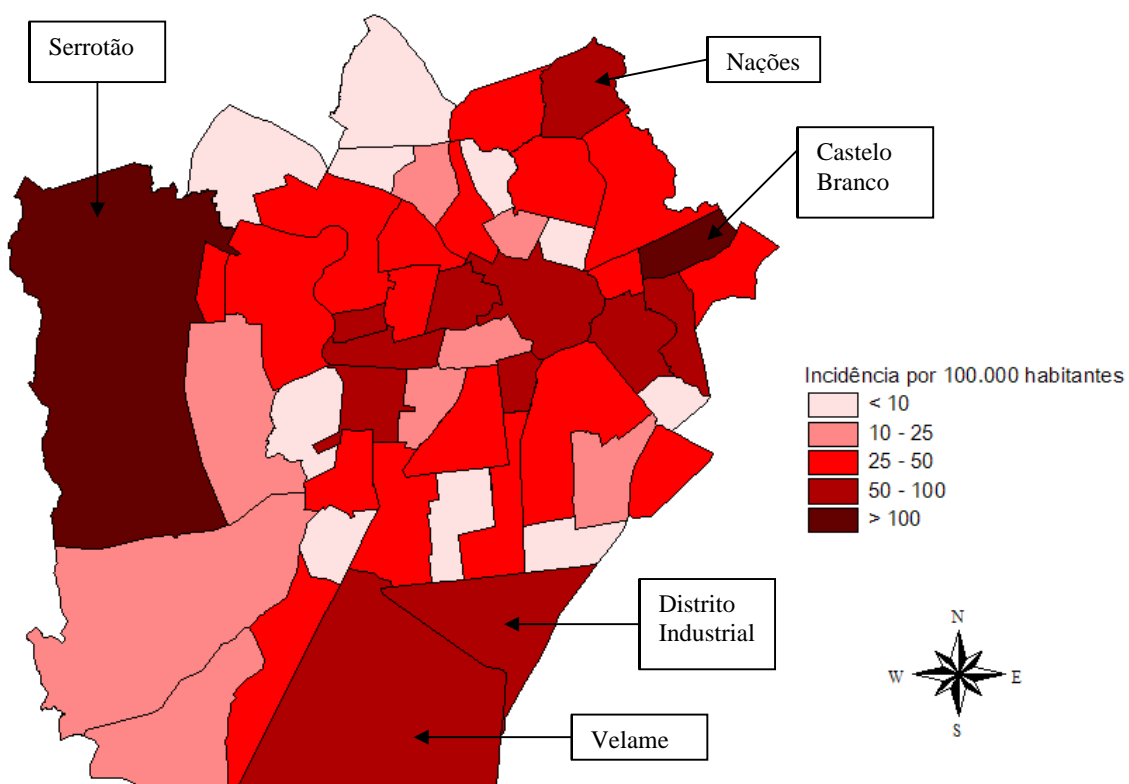 Serrotão
Nações
Castelo
Branco
Incidência por 100.000 habitantes
< 10
10 - 25
25 - 50
50 - 100
> 100
Distrito
Industrial
N
W
E
S
Velame